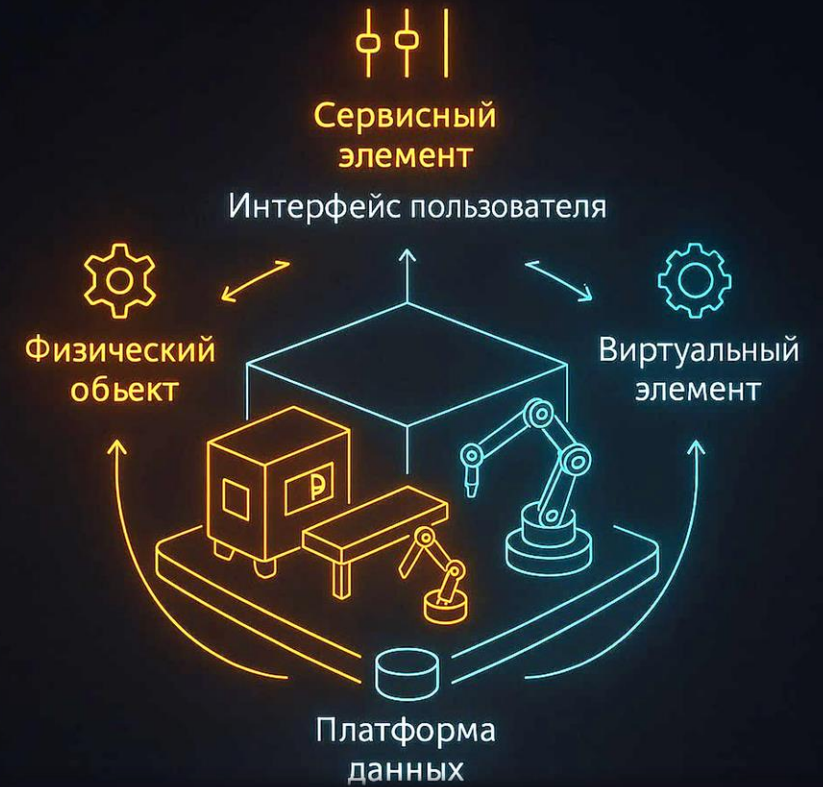 Сервисный
элемент
Интерфейс пользователя
Физический
обьект
Виртуальный
элемент
Платформа
данных